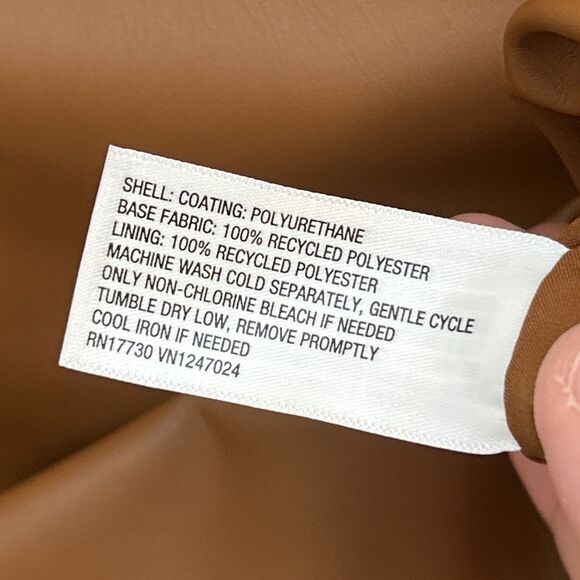 SHELL: COATING: POLYURETHANE
BASE FABRIC: 100% RECYCLED POLYESTER
LINING: 100% RECYCLED POLYESTER
MACHINE WASH COLD SEPARATELY, GENTLE CYCLE
ONLY NON-CHLORINE BLEACH IF NEEDED
TUMBLE DRY LOW, REMOVE PROMPTLY
COOL IRON IF NEEDED
RN17730 VN1247024